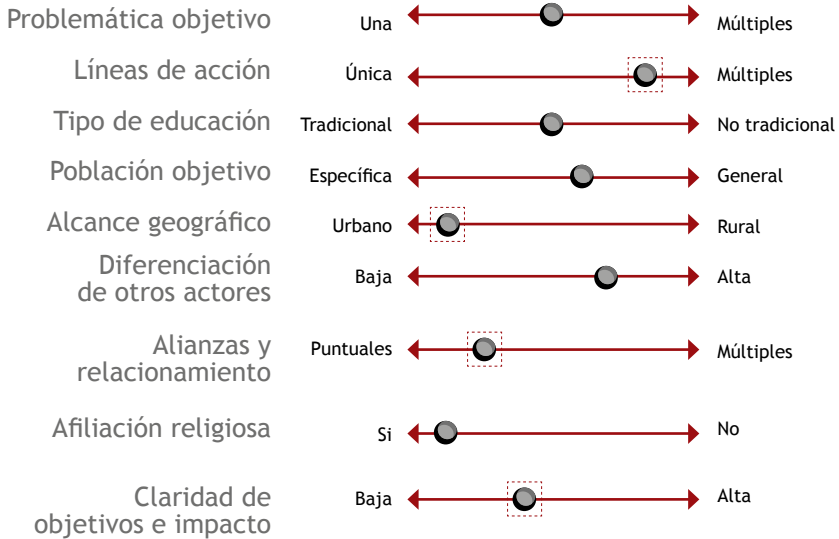 Problemática objetivo Una Múltiples
Líneas de acción Única Múltiples
Tipo de educación Tradicional No tradicional
Población objetivo Específica General
Alcance geográfico Urbano Rural
Diferenciación
de otros actores Baja Alta
Alianzas y
relacionamiento Puntuales Múltiples
Afiliación religiosa Si No
Claridad de
objetivos e impacto Baja Alta